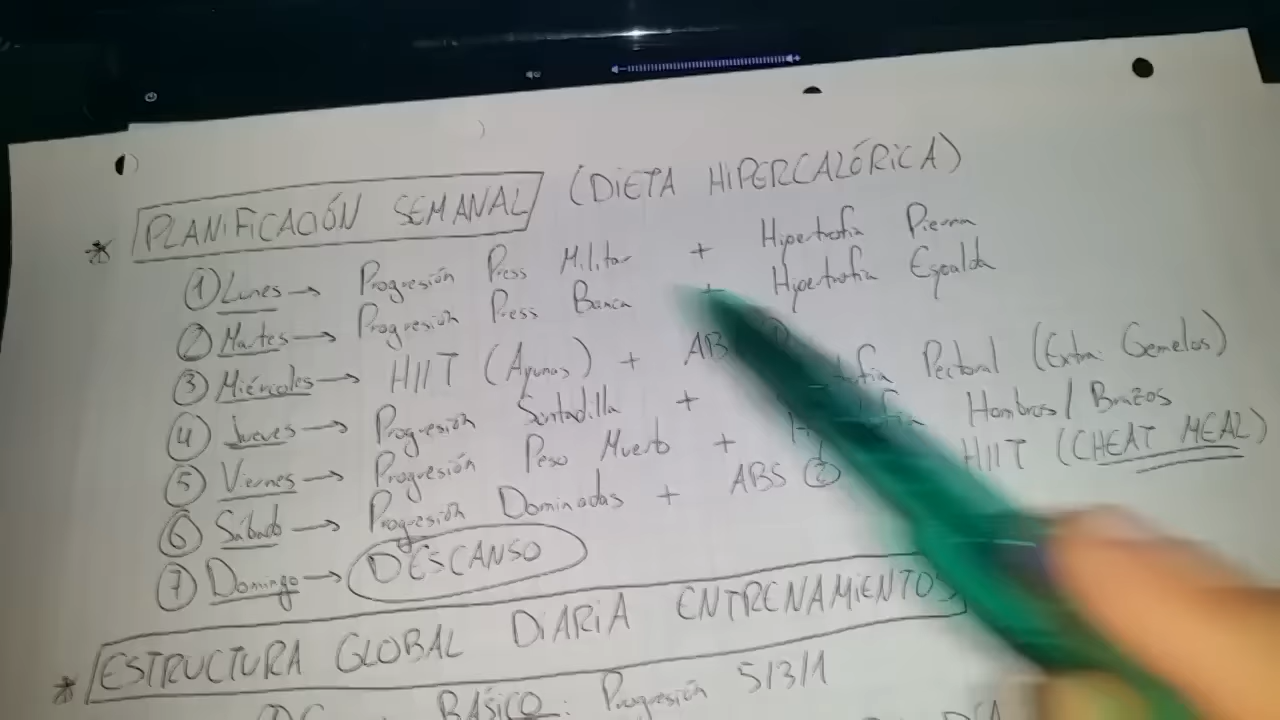 * PLANIFICACIÓN SEMANAL (DIETA HIPERCALÓRICA)
① Lunes → Progresión Press Militar + Hipertrofia Pierna
② Martes → Progresión Press Banca + Hipertrofia Espalda
③ Miércoles → HIIT (Ayunas) + AB
④ Jueves → Progresión Sentadilla + Pectoral (Extra: Gemelos)
⑤ Viernes → Progresión Peso Muerto + Hombros/Brazos
⑥ Sábado → Progresión Dominadas + ABS ② HIIT (CHEAT MEAL)
⑦ Domingo → DESCANSO
* ESTRUCTURA GLOBAL DIARIA ENTRENAMIENTOS
BÁSICO: Progresión 5/3/1